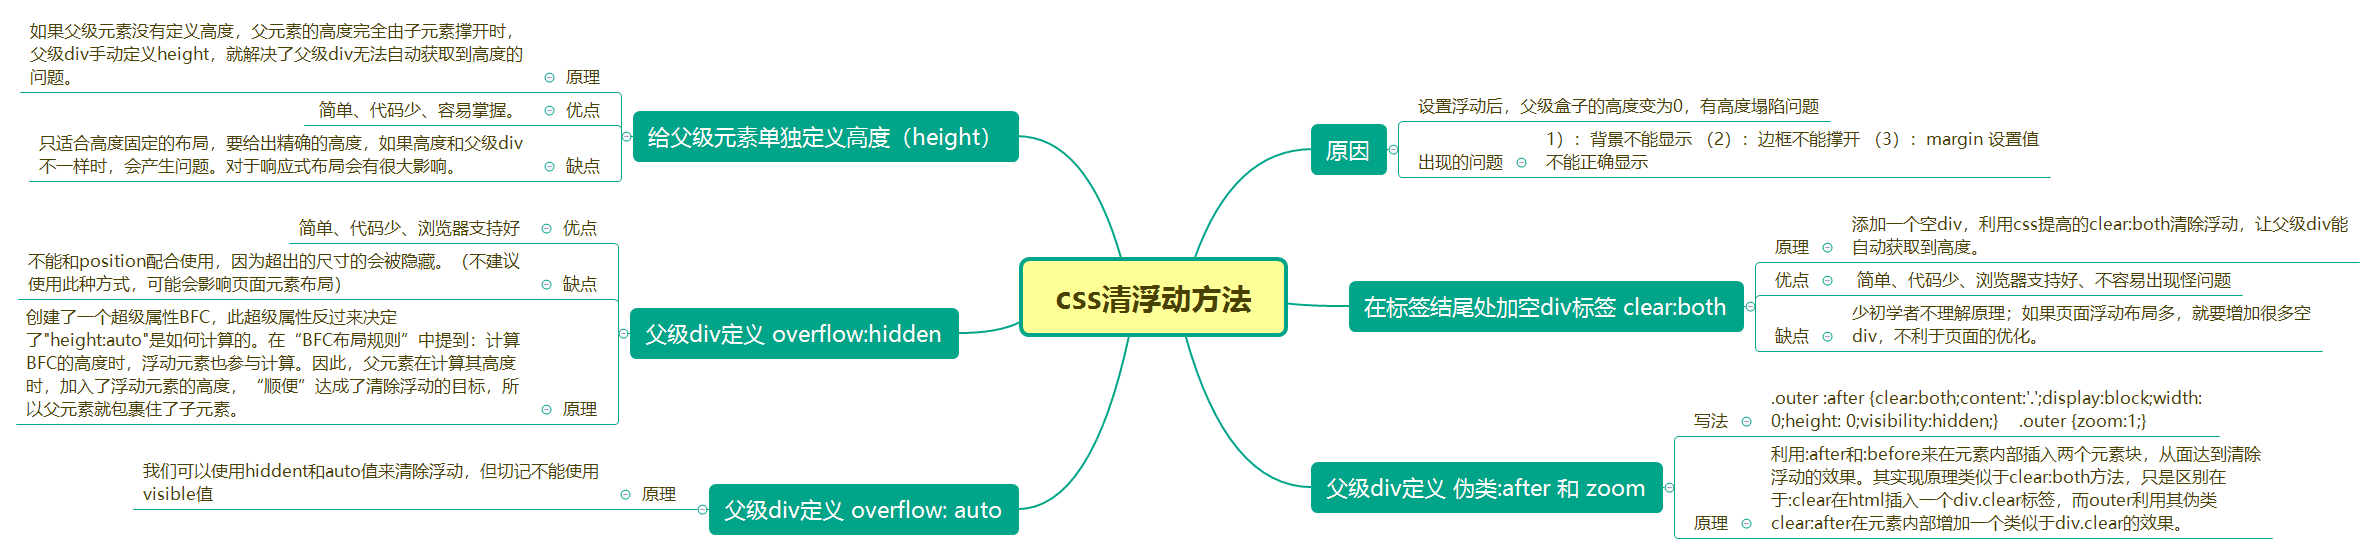 css清浮动方法
原因
设置浮动后，父级盒子的高度变为0，有高度塌陷问题
出现的问题
1）：背景不能显示 （2）：边框不能撑开 （3）：margin 设置值
不能正确显示
在标签结尾处加空div标签 clear:both
原理
添加一个空div，利用css提高的clear:both清除浮动，让父级div能
自动获取到高度。
优点
简单、代码少、浏览器支持好、不容易出现怪问题
缺点
少初学者不理解原理；如果页面浮动布局多，就要增加很多空
div，不利于页面的优化。
父级div定义 伪类:after 和 zoom
写法
.outer :after {clear:both;content:'.';display:block;width:
0;height: 0;visibility:hidden;} .outer {zoom:1;}
原理
利用:after和:before来在元素内部插入两个元素块，从面达到清除
浮动的效果。其实现原理类似于clear:both方法，只是区别在
于:clear在html插入一个div.clear标签，而outer利用其伪类
clear:after在元素内部增加一个类似于div.clear的效果。
给父级元素单独定义高度（height）
如果父级元素没有定义高度，父元素的高度完全由子元素撑开时，
父级div手动定义height，就解决了父级div无法自动获取到高度的
问题。
原理
简单、代码少、容易掌握。
优点
只适合高度固定的布局，要给出精确的高度，如果高度和父级div
不一样时，会产生问题。对于响应式布局会有很大影响。
缺点
父级div定义 overflow:hidden
简单、代码少、浏览器支持好
优点
不能和position配合使用，因为超出的尺寸的会被隐藏。（不建议
使用此种方式，可能会影响页面元素布局）
缺点
创建了一个超级属性BFC，此超级属性反过来决定
了"height:auto"是如何计算的。在“BFC布局规则”中提到：计算
BFC的高度时，浮动元素也参与计算。因此，父元素在计算其高度
时，加入了浮动元素的高度，“顺便”达成了清除浮动的目标，所
以父元素就包裹住了子元素。
原理
父级div定义 overflow: auto
我们可以使用hiddent和auto值来清除浮动，但切记不能使用
visible值
原理